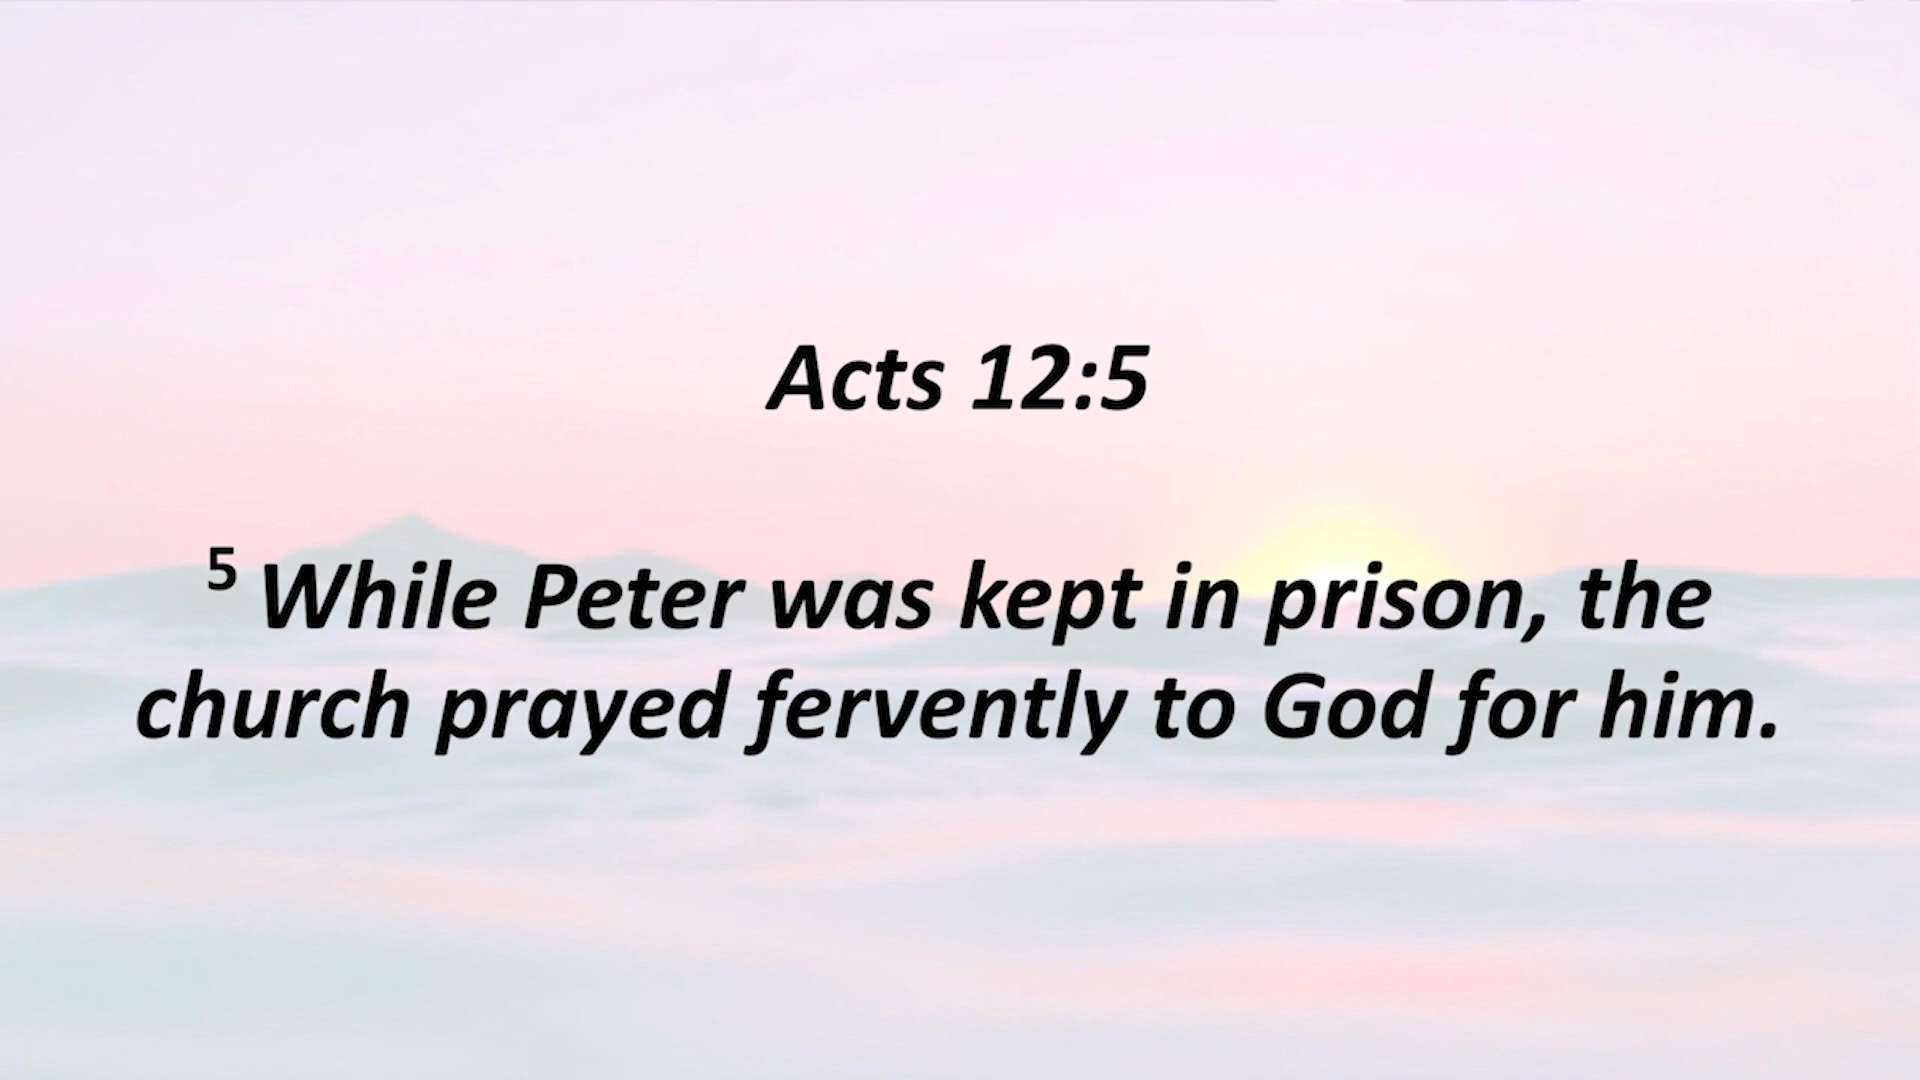 Acts 12:5
5 While Peter was kept in prison, the
church prayed fervently to God for him.